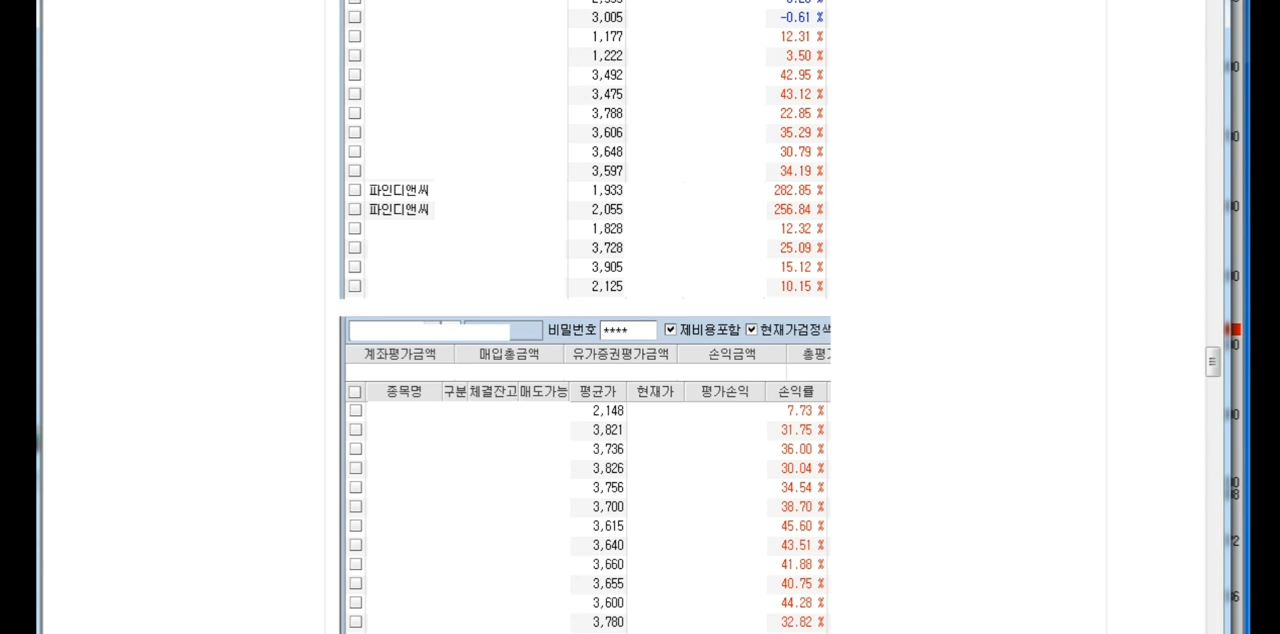 3,005 -0.61 %
1,177 12.31 %
1,222 3.50 %
3,492 42.95 %
3,475 43.12 %
3,788 22.85 %
3,606 35.29 %
3,648 30.79 %
3,597 34.19 %
파인디앤씨 1,933 282.85 %
파인디앤씨 2,055 256.84 %
1,828 12.32 %
3,728 25.09 %
3,905 15.12 %
2,125 10.15 %
비밀번호 **** 제비용포함 현재가검정색
계좌평가금액 매입총금액 유가증권평가금액 손익금액
종목명 구분 체결잔고 매도가능 평균가 현재가 평가손익 손익률
2,148 7.73 %
3,821 31.75 %
3,736 36.00 %
3,826 30.04 %
3,756 34.54 %
3,700 38.70 %
3,615 45.60 %
3,640 43.51 %
3,660 41.88 %
3,655 40.75 %
3,600 44.28 %
3,780 32.82 %